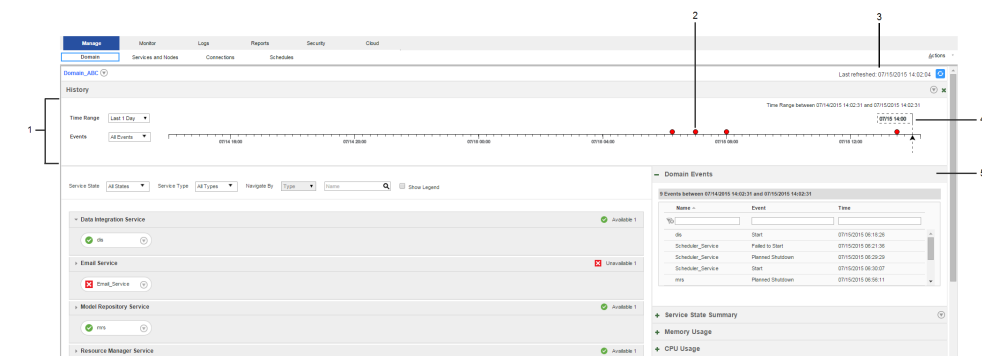 2
3
Manage Monitor Logs Reports Security Cloud
Domain Services and Nodes Connections Schedules Actions
Domain_ABC Last refreshed: 07/15/2015 14:02:04
History
Time Range between 07/14/2015 14:02:31 and 07/15/2015 14:02:31
1
Time Range Last 1 Day
07/15 14:00
4
Events All Events
07/14 16:00 07/14 20:00 07/15 00:00 07/15 04:00 07/15 08:00 07/15 12:00
Service State All States Service Type All Types Navigate By Type Name Show Legend
Data Integration Service Available 1
dis
Email Service Unavailable 1
Email_Service
Model Repository Service Available 1
mrs
Resource Manager Service Available 1
Domain Events
5
9 Events between 07/14/2015 14:02:31 and 07/15/2015 14:02:31
Name Event Time
dis Start 07/15/2015 06:18:26
Scheduler_Service Failed to Start 07/15/2015 06:21:36
Scheduler_Service Planned Shutdown 07/15/2015 06:29:29
Scheduler_Service Start 07/15/2015 06:30:07
mrs Planned Shutdown 07/15/2015 06:56:11
Service State Summary
Memory Usage
CPU Usage